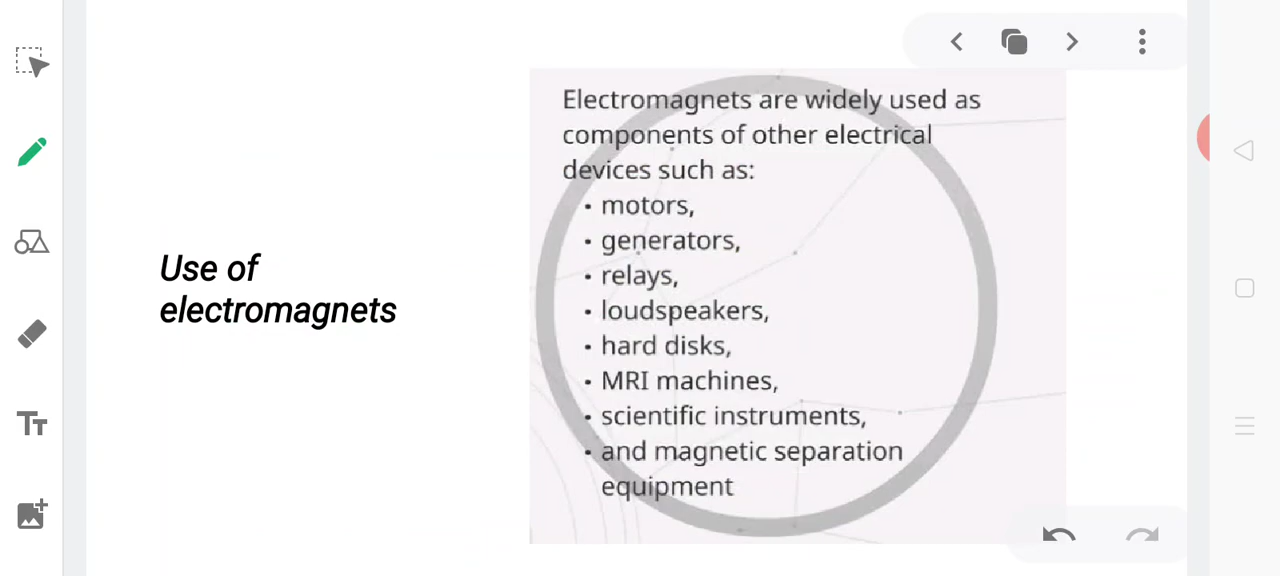 Use of
electromagnets
Electromagnets are widely used as
components of other electrical
devices such as:
• motors,
• generators,
• relays,
• loudspeakers,
• hard disks,
• MRI machines,
• scientific instruments,
• and magnetic separation
equipment